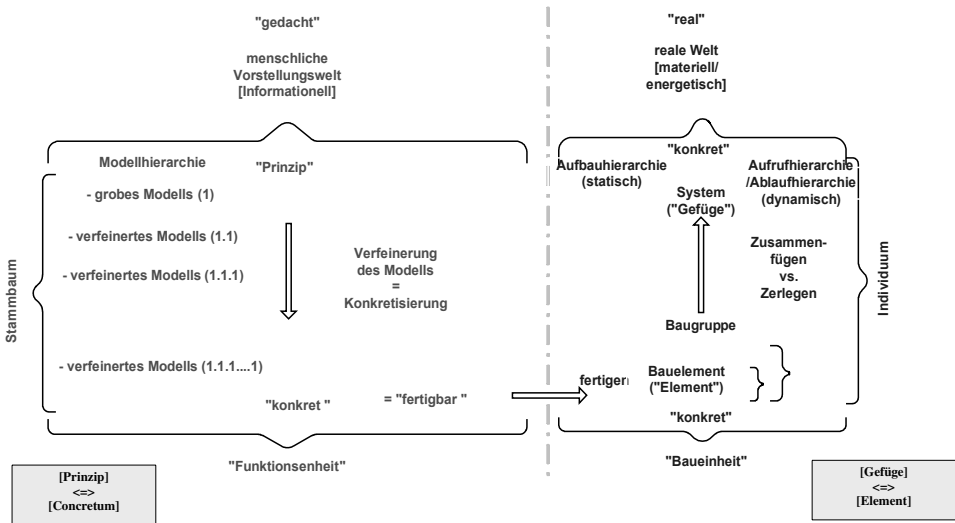 "gedacht"
menschliche
Vorstellungswelt
[Informationell]
Modellhierarchie
"Prinzip"
- grobes Modells (1)
- verfeinertes Modells (1.1)
- verfeinertes Modells (1.1.1)
Verfeinerung
des Modells
=
Konkretisierung
- verfeinertes Modells (1.1.1....1)
"konkret "
= "fertigbar "
"Funktionsenheit"
Stammbaum
[Prinzip]
<=>
[Concretum]
"real"
reale Welt
[materiell/
energetisch]
"konkret"
Aufbauhierarchie
(statisch)
System
("Gefüge")
Aufrufhierarchie
/Ablaufhierarchie
(dynamisch)
Zusammen-
fügen
vs.
Zerlegen
Baugruppe
fertigen
Bauelement
("Element")
"konkret"
"Baueinheit"
Individuum
[Gefüge]
<=>
[Element]